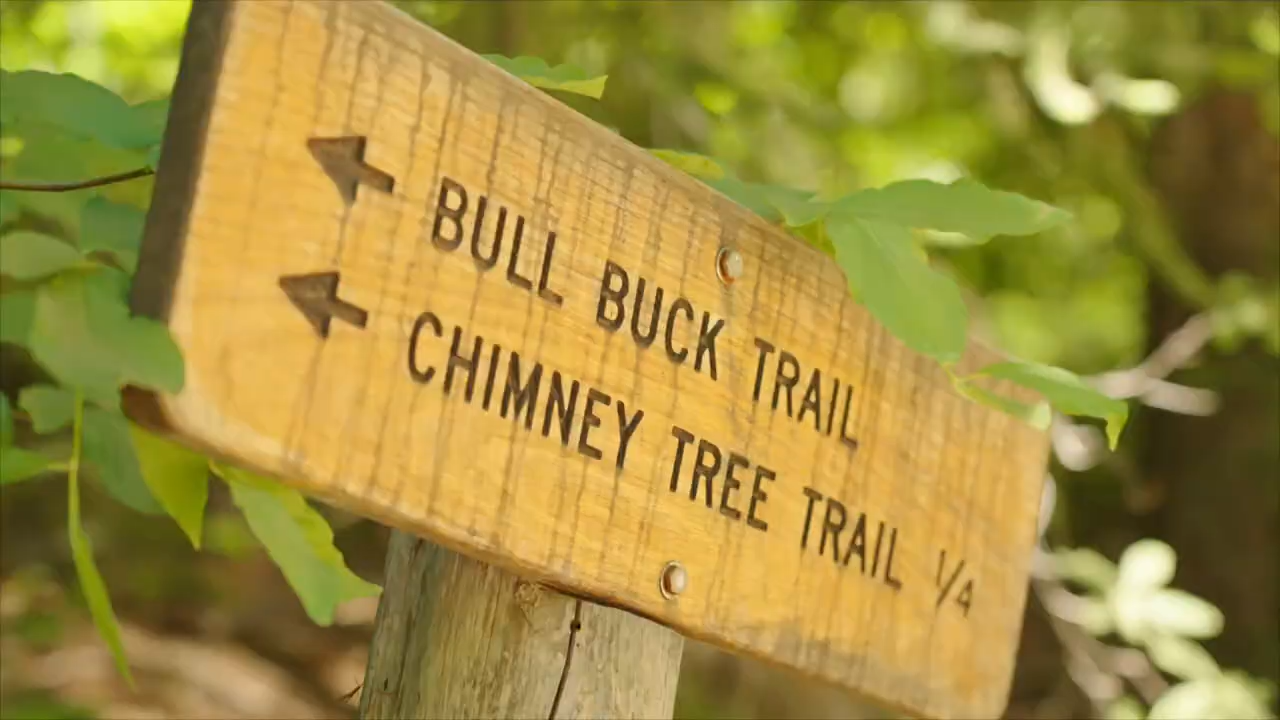 ← BULL BUCK TRAIL
← CHIMNEY TREE TRAIL 1/4